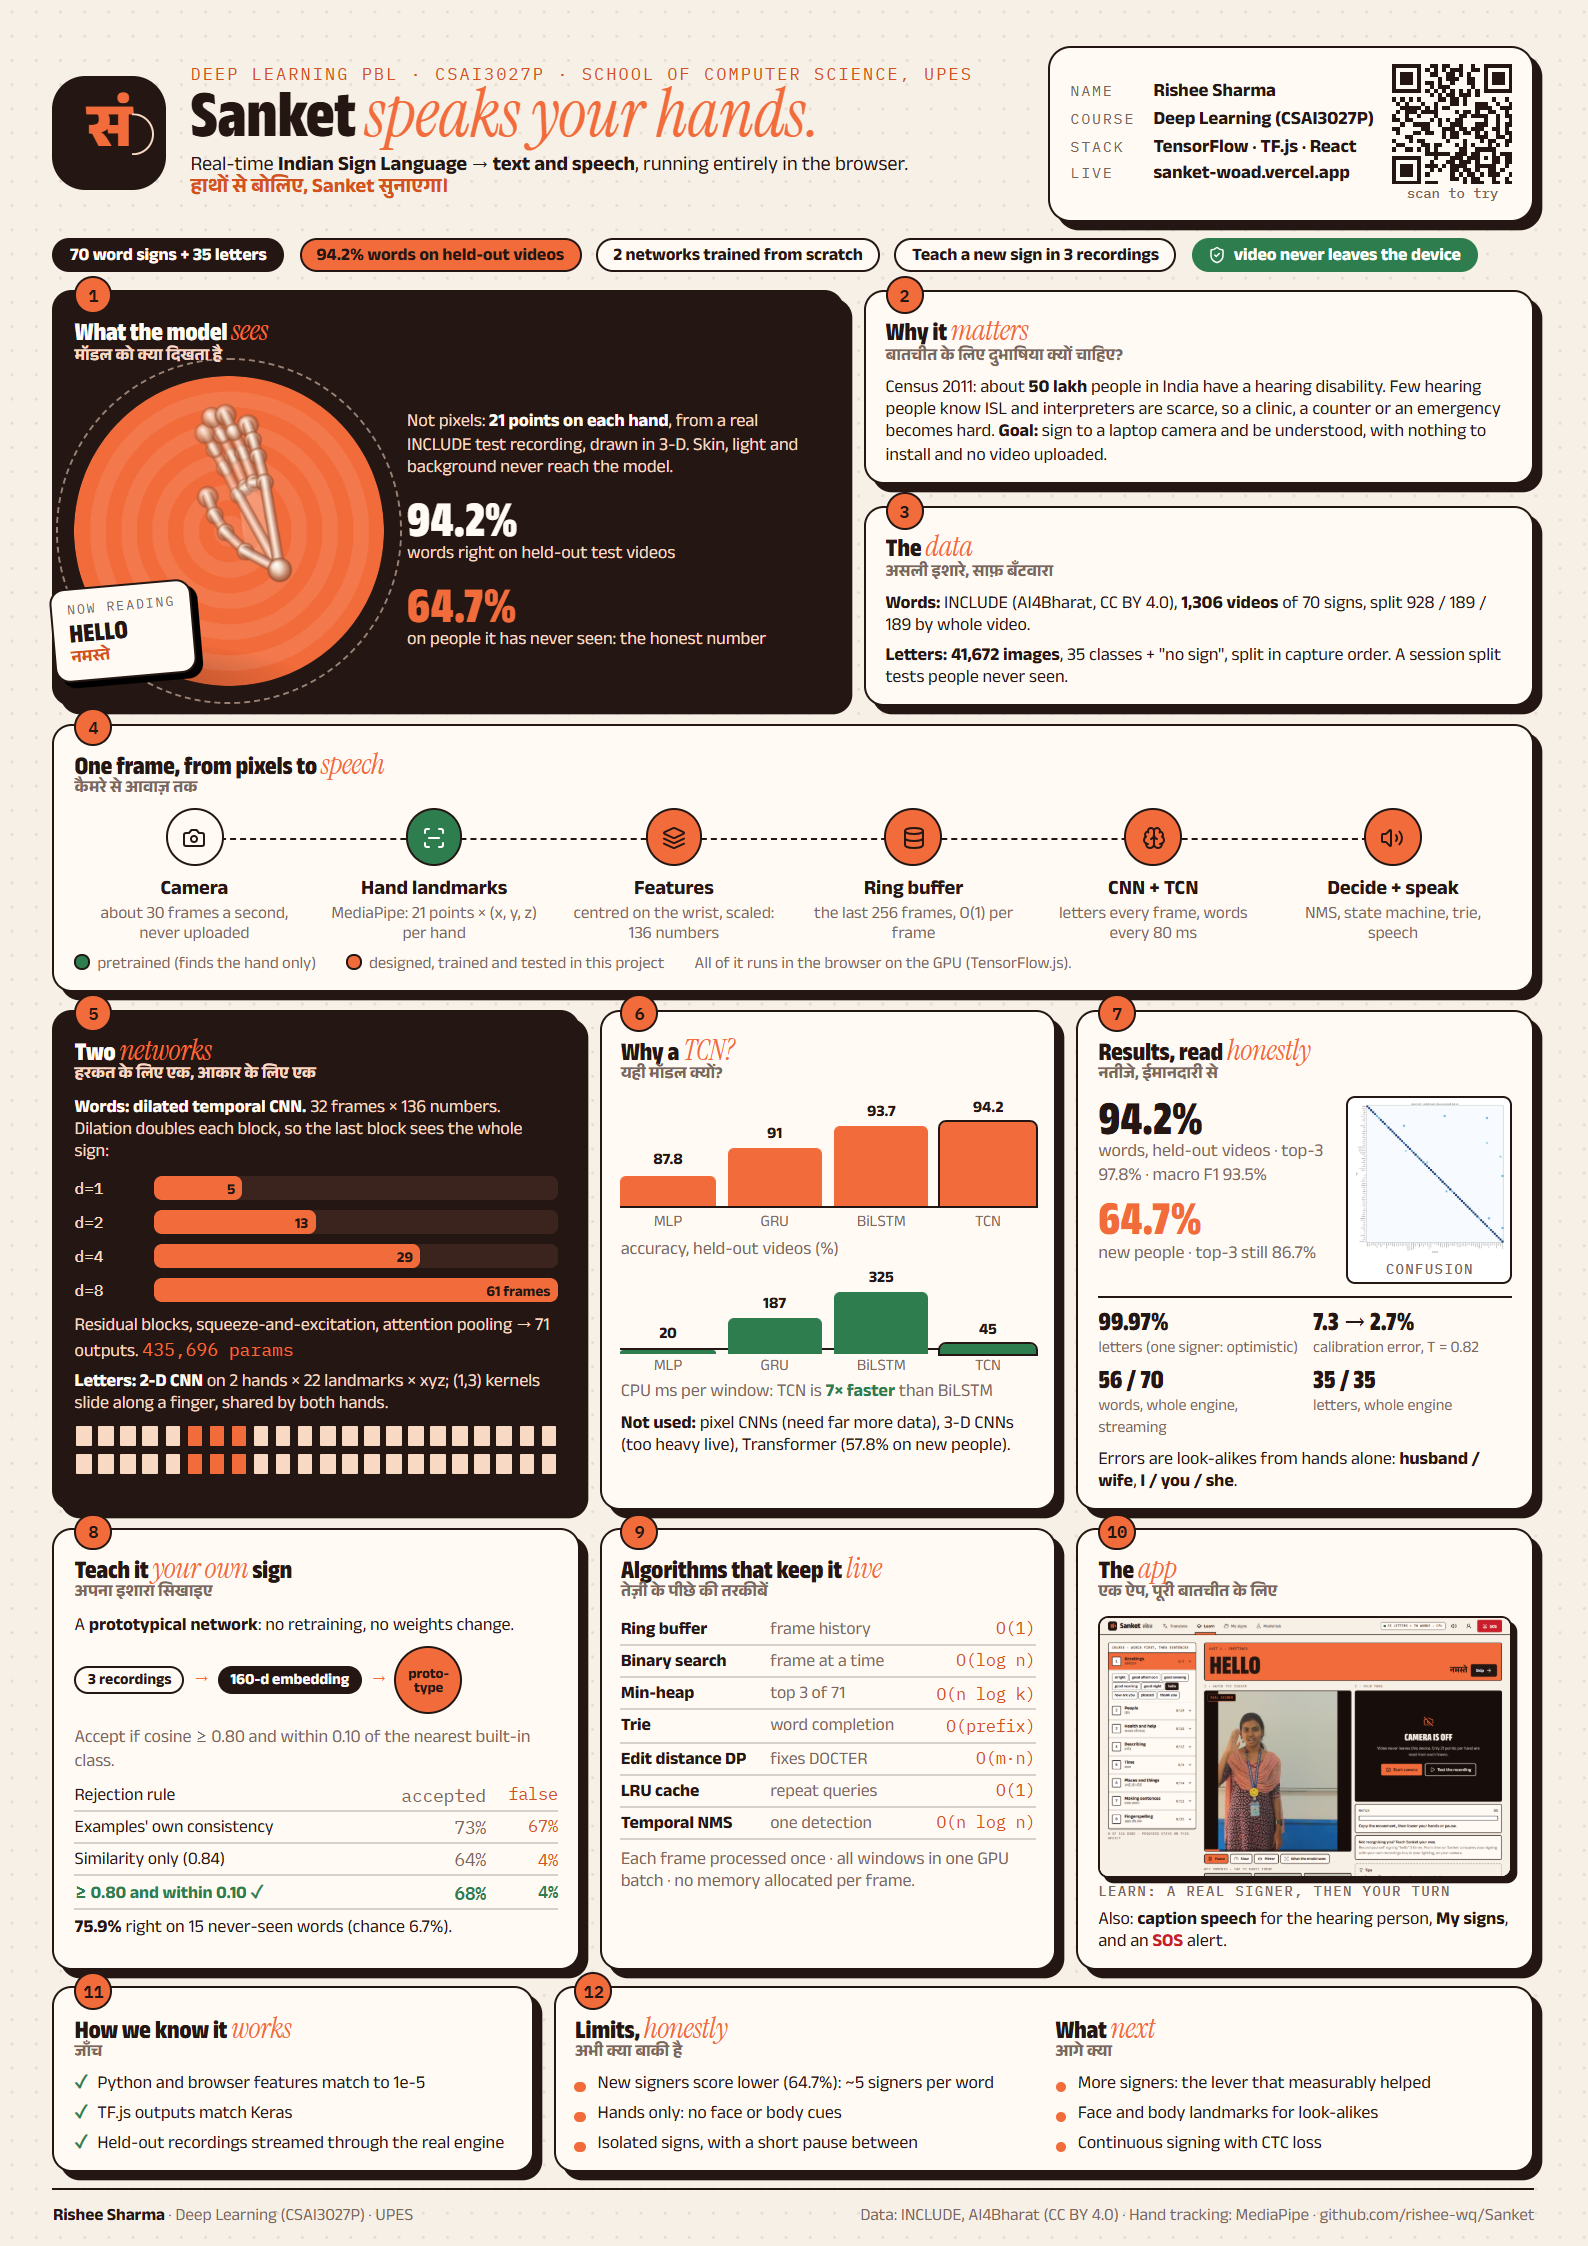 सं
DEEP LEARNING PBL · CSAI3027P · SCHOOL OF COMPUTER SCIENCE, UPES
Sanket speaks your hands.
Real-time Indian Sign Language → text and speech, running entirely in the browser.
हाथों से बोलिए, Sanket सुनाएगा।
NAME Rishee Sharma
COURSE Deep Learning (CSAI3027P)
STACK TensorFlow · TF.js · React
LIVE sanket-woad.vercel.app
scan to try
70 word signs + 35 letters
94.2% words on held-out videos
2 networks trained from scratch
Teach a new sign in 3 recordings
video never leaves the device
1
What the model sees
मॉडल को क्या दिखता है
Not pixels: 21 points on each hand, from a real
INCLUDE test recording, drawn in 3-D. Skin, light and
background never reach the model.
94.2%
words right on held-out test videos
64.7%
on people it has never seen: the honest number
NOW READING
HELLO
नमस्ते
2
Why it matters
बातचीत के लिए दुभाषिया क्यों चाहिए?
Census 2011: about 50 lakh people in India have a hearing disability. Few hearing
people know ISL and interpreters are scarce, so a clinic, a counter or an emergency
becomes hard. Goal: sign to a laptop camera and be understood, with nothing to
install and no video uploaded.
3
The data
असली इशारे, साफ़ बँटवारा
Words: INCLUDE (AI4Bharat, CC BY 4.0), 1,306 videos of 70 signs, split 928 / 189 /
189 by whole video.
Letters: 41,672 images, 35 classes + "no sign", split in capture order. A session split
tests people never seen.
4
One frame, from pixels to speech
कैमरे से आवाज़ तक
Camera
about 30 frames a second,
never uploaded
Hand landmarks
MediaPipe: 21 points × (x, y, z)
per hand
Features
centred on the wrist, scaled:
136 numbers
Ring buffer
the last 256 frames, O(1) per
frame
CNN + TCN
letters every frame, words
every 80 ms
Decide + speak
NMS, state machine, trie,
speech
pretrained (finds the hand only)
designed, trained and tested in this project
All of it runs in the browser on the GPU (TensorFlow.js).
5
Two networks
हरकत के लिए एक, आकार के लिए एक
Words: dilated temporal CNN. 32 frames × 136 numbers.
Dilation doubles each block, so the last block sees the whole
sign:
d=1 5
d=2 13
d=4 29
d=8 61 frames
Residual blocks, squeeze-and-excitation, attention pooling → 71
outputs. 435,696 params
Letters: 2-D CNN on 2 hands × 22 landmarks × xyz; (1,3) kernels
slide along a finger, shared by both hands.
6
Why a TCN?
यही मॉडल क्यों?
87.8 91 93.7 94.2
MLP GRU BiLSTM TCN
accuracy, held-out videos (%)
20 187 325 45
MLP GRU BiLSTM TCN
CPU ms per window: TCN is 7× faster than BiLSTM
Not used: pixel CNNs (need far more data), 3-D CNNs
(too heavy live), Transformer (57.8% on new people).
7
Results, read honestly
नतीजे, ईमानदारी से
94.2%
words, held-out videos · top-3
97.8% · macro F1 93.5%
64.7%
new people · top-3 still 86.7%
CONFUSION
99.97%
letters (one signer: optimistic)
7.3 → 2.7%
calibration error, T = 0.82
56 / 70
words, whole engine,
streaming
35 / 35
letters, whole engine
Errors are look-alikes from hands alone: husband /
wife, I / you / she.
8
Teach it your own sign
अपना इशारा सिखाइए
A prototypical network: no retraining, no weights change.
3 recordings → 160-d embedding → proto-
type
Accept if cosine ≥ 0.80 and within 0.10 of the nearest built-in
class.
Rejection rule accepted false
Examples' own consistency 73% 67%
Similarity only (0.84) 64% 4%
≥ 0.80 and within 0.10 ✓ 68% 4%
75.9% right on 15 never-seen words (chance 6.7%).
9
Algorithms that keep it live
तेज़ी के पीछे की तरकीबें
Ring buffer frame history O(1)
Binary search frame at a time O(log n)
Min-heap top 3 of 71 O(n log k)
Trie word completion O(prefix)
Edit distance DP fixes DOCTER O(m·n)
LRU cache repeat queries O(1)
Temporal NMS one detection O(n log n)
Each frame processed once · all windows in one GPU
batch · no memory allocated per frame.
10
The app
एक ऐप, पूरी बातचीत के लिए
Sanket
HELLO
नमस्ते
CAMERA IS OFF
LEARN: A REAL SIGNER, THEN YOUR TURN
Also: caption speech for the hearing person, My signs,
and an SOS alert.
11
How we know it works
जाँच
✓ Python and browser features match to 1e-5
✓ TF.js outputs match Keras
✓ Held-out recordings streamed through the real engine
12
Limits, honestly
अभी क्या बाकी है
New signers score lower (64.7%): ~5 signers per word
Hands only: no face or body cues
Isolated signs, with a short pause between
What next
आगे क्या
More signers: the lever that measurably helped
Face and body landmarks for look-alikes
Continuous signing with CTC loss
Rishee Sharma · Deep Learning (CSAI3027P) · UPES
Data: INCLUDE, AI4Bharat (CC BY 4.0) · Hand tracking: MediaPipe · github.com/rishee-wq/Sanket